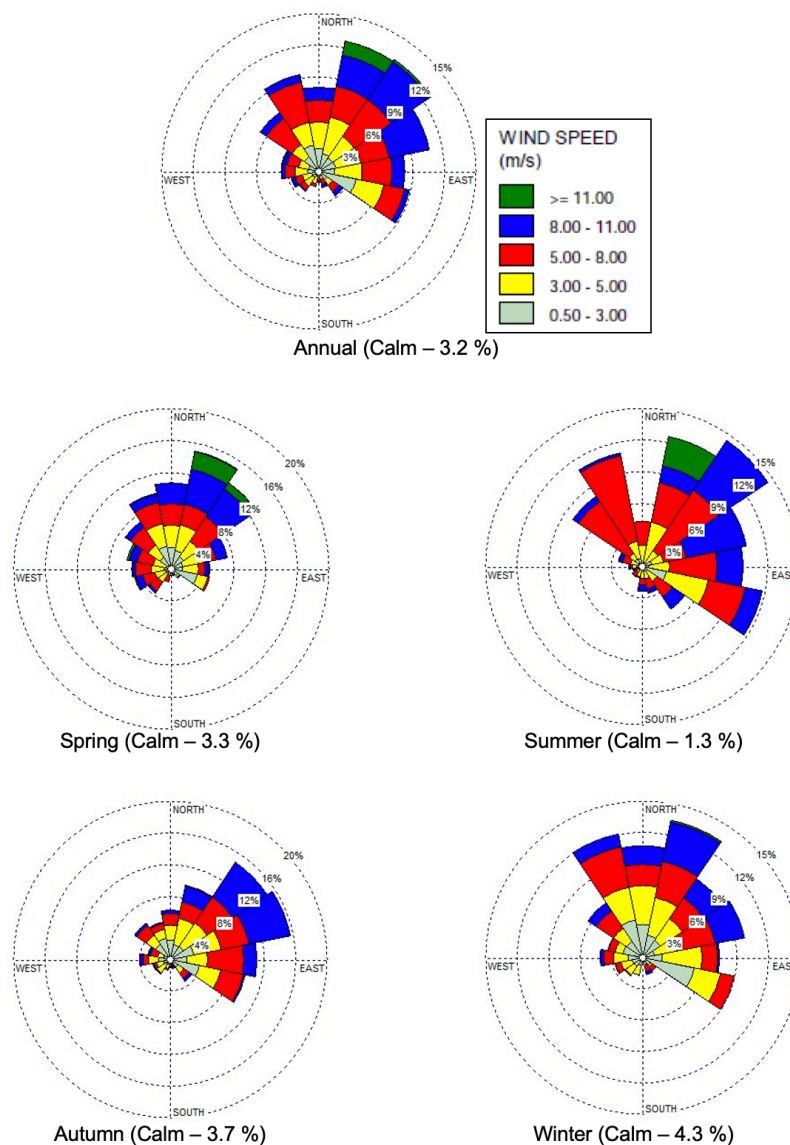 NORTH
15%
12%
9%
6%
3%
WEST
EAST
SOUTH
WIND SPEED
(m/s)
>= 11.00
8.00 - 11.00
5.00 - 8.00
3.00 - 5.00
0.50 - 3.00
Annual (Calm – 3.2 %)
NORTH
20%
16%
12%
8%
4%
WEST
EAST
SOUTH
Spring (Calm – 3.3 %)
NORTH
15%
12%
9%
6%
3%
WEST
EAST
SOUTH
Summer (Calm – 1.3 %)
NORTH
20%
16%
12%
8%
4%
WEST
EAST
SOUTH
Autumn (Calm – 3.7 %)
NORTH
15%
12%
9%
6%
3%
WEST
EAST
SOUTH
Winter (Calm – 4.3 %)